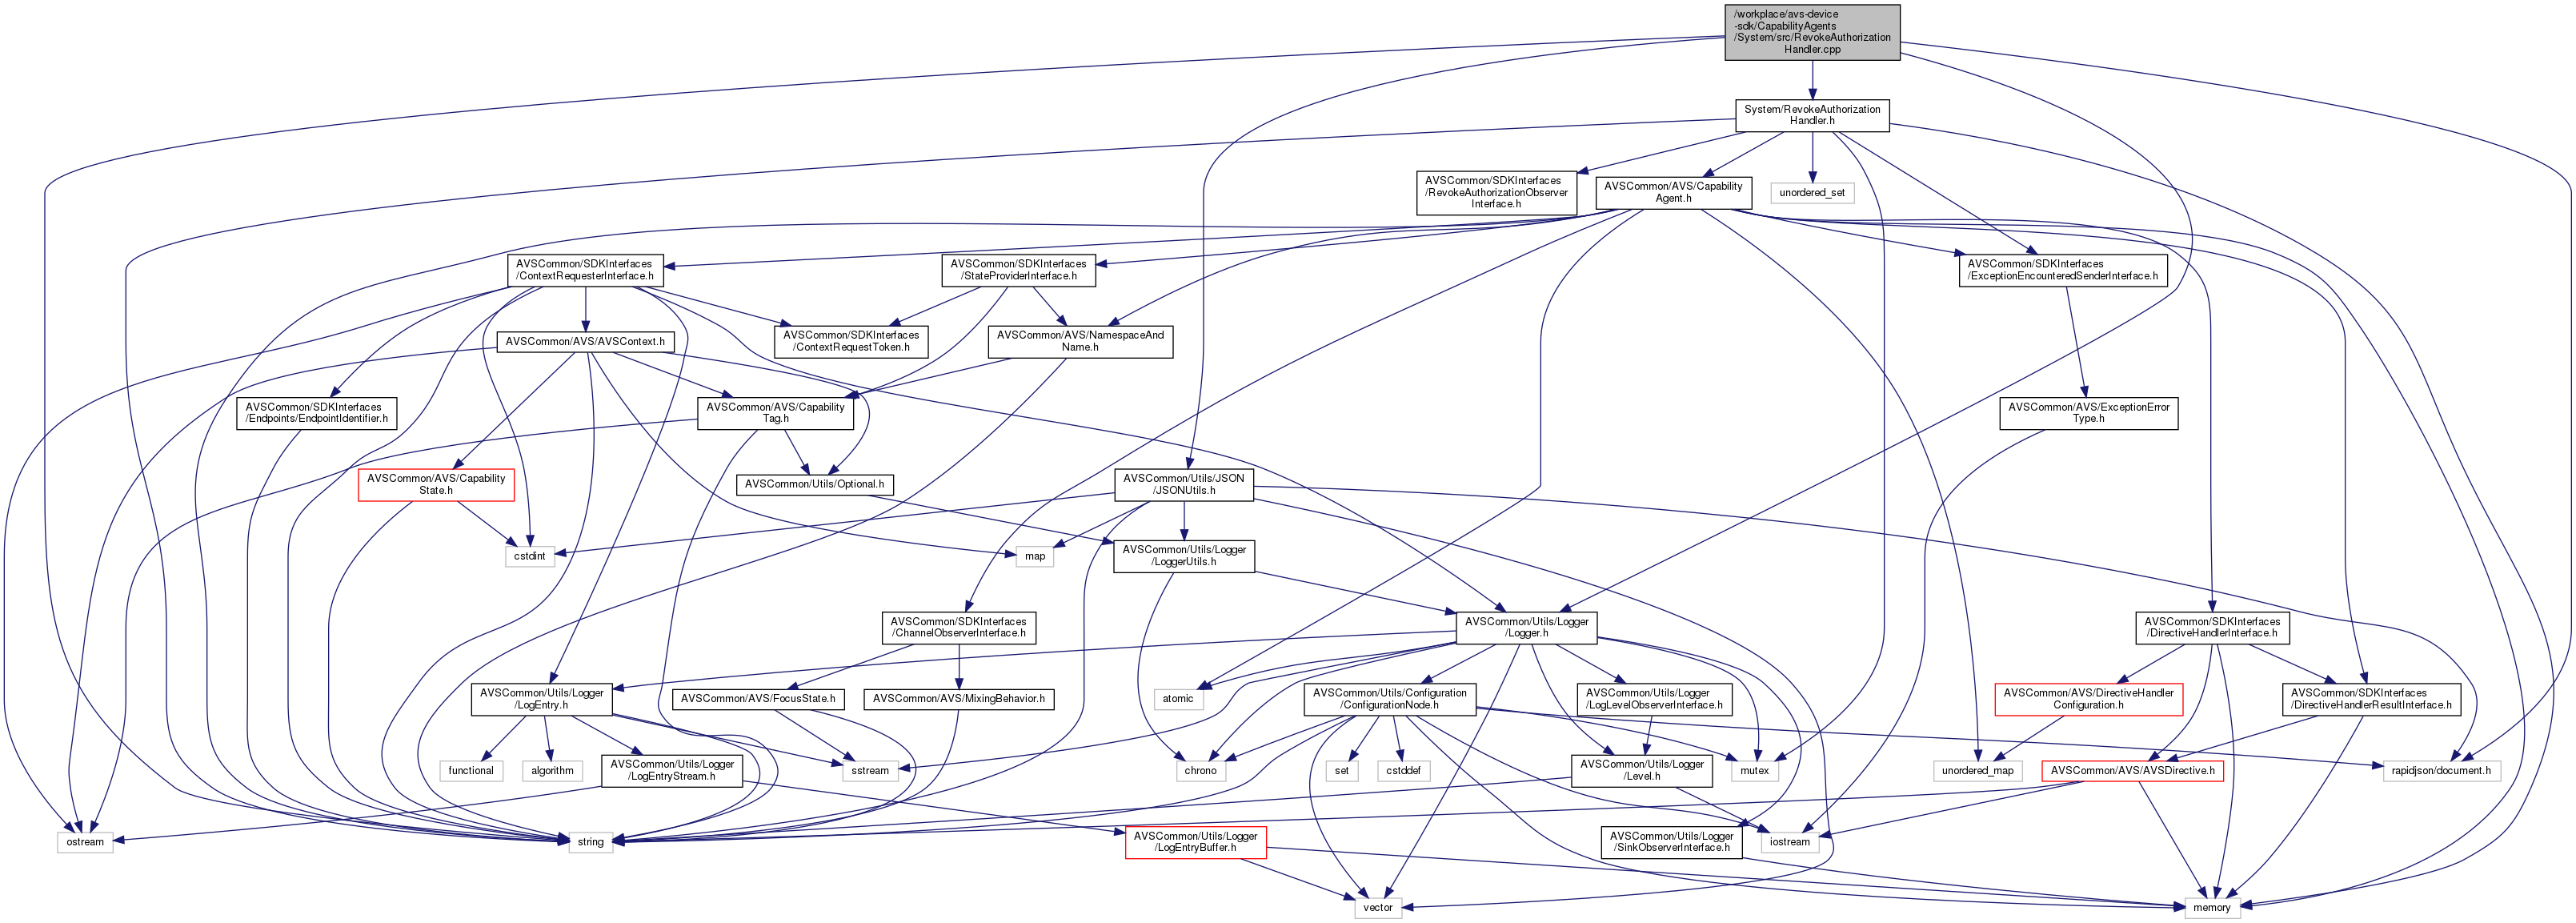 /workplace/avs-device
-sdk/CapabilityAgents
/System/src/RevokeAuthorization
Handler.cpp
System/RevokeAuthorization
Handler.h
AVSCommon/SDKInterfaces
/RevokeAuthorizationObserver
Interface.h
AVSCommon/AVS/Capability
Agent.h
unordered_set
AVSCommon/SDKInterfaces
/ContextRequesterInterface.h
AVSCommon/SDKInterfaces
/StateProviderInterface.h
AVSCommon/SDKInterfaces
/ExceptionEncounteredSenderInterface.h
AVSCommon/AVS/AVSContext.h
AVSCommon/SDKInterfaces
/ContextRequestToken.h
AVSCommon/AVS/NamespaceAnd
Name.h
AVSCommon/SDKInterfaces
/Endpoints/EndpointIdentifier.h
AVSCommon/AVS/Capability
Tag.h
AVSCommon/AVS/ExceptionError
Type.h
AVSCommon/AVS/Capability
State.h
AVSCommon/Utils/Optional.h
AVSCommon/Utils/JSON
/JSONUtils.h
cstdint
map
AVSCommon/Utils/Logger
/LoggerUtils.h
AVSCommon/SDKInterfaces
/ChannelObserverInterface.h
AVSCommon/Utils/Logger
/Logger.h
AVSCommon/SDKInterfaces
/DirectiveHandlerInterface.h
AVSCommon/Utils/Logger
/LogEntry.h
AVSCommon/AVS/FocusState.h
AVSCommon/AVS/MixingBehavior.h
atomic
AVSCommon/Utils/Configuration
/ConfigurationNode.h
AVSCommon/Utils/Logger
/LogLevelObserverInterface.h
AVSCommon/AVS/DirectiveHandler
Configuration.h
AVSCommon/SDKInterfaces
/DirectiveHandlerResultInterface.h
functional
algorithm
AVSCommon/Utils/Logger
/LogEntryStream.h
sstream
chrono
set
cstddef
AVSCommon/Utils/Logger
/Level.h
mutex
unordered_map
AVSCommon/AVS/AVSDirective.h
rapidjson/document.h
ostream
string
AVSCommon/Utils/Logger
/LogEntryBuffer.h
AVSCommon/Utils/Logger
/SinkObserverInterface.h
iostream
vector
memory